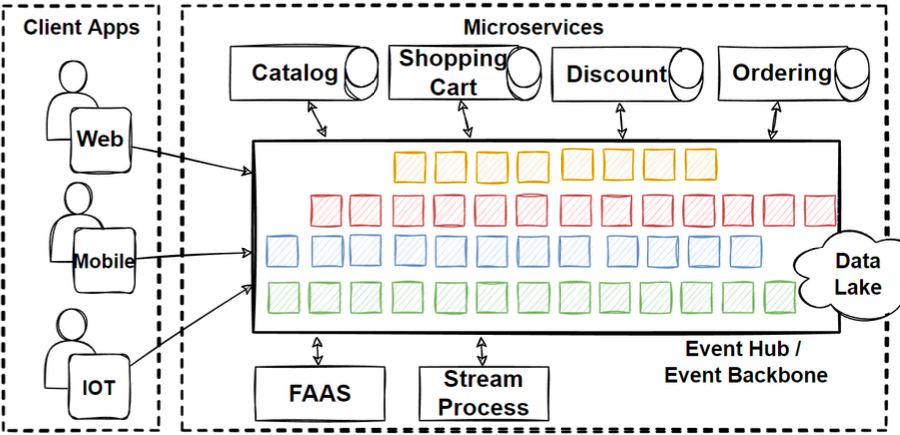 Client Apps
Microservices
Catalog
Shopping
Cart
Discount
Ordering
Web
Mobile
IOT
Data
Lake
Event Hub /
Event Backbone
FAAS
Stream
Process